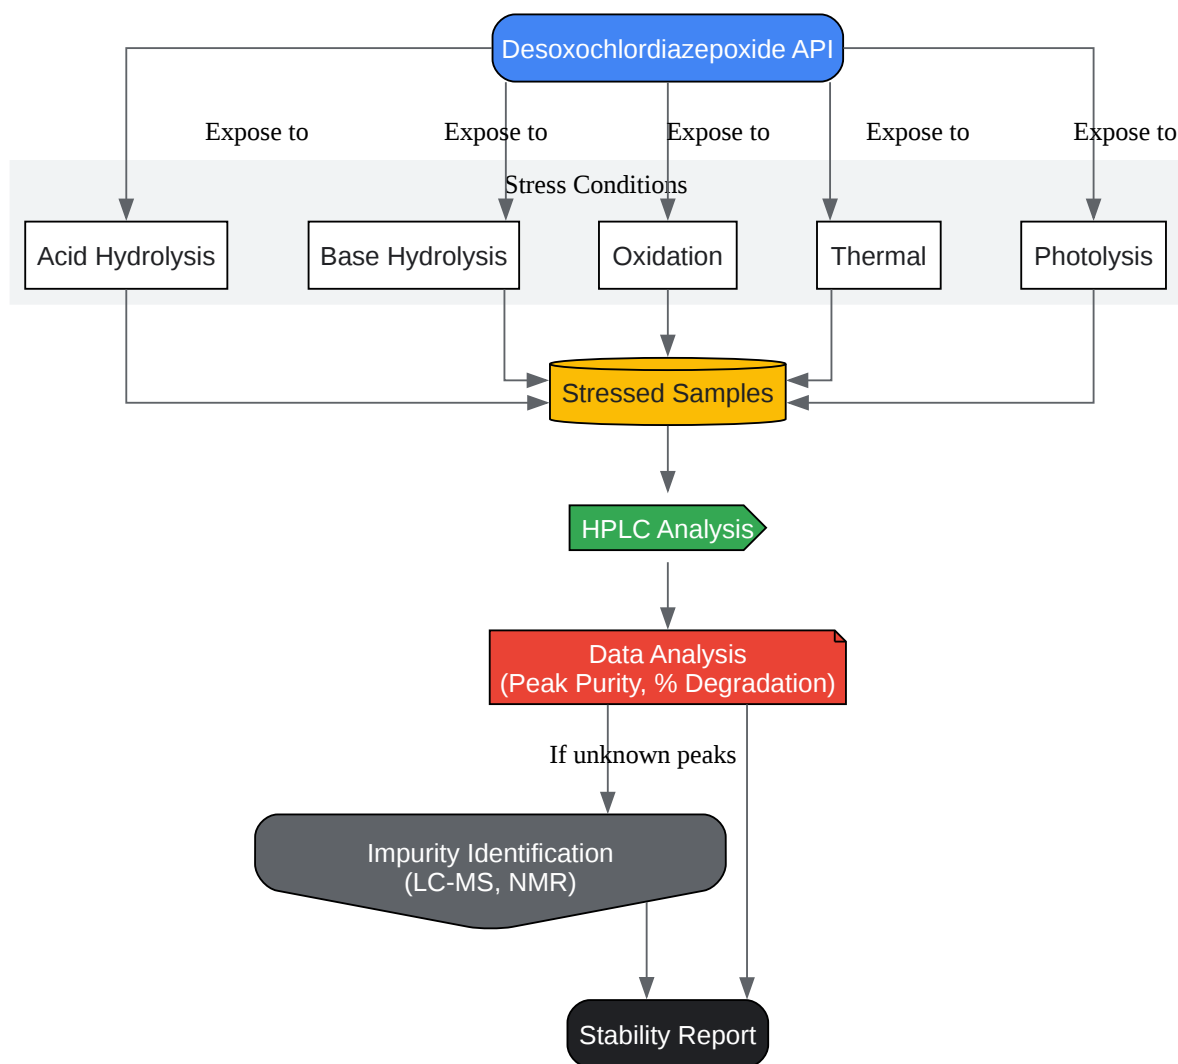 Desoxochlordiazepoxide API
Expose to
Expose to
Expose to
Expose to
Expose to
Stress Conditions
Acid Hydrolysis
Base Hydrolysis
Oxidation
Thermal
Photolysis
Stressed Samples
HPLC Analysis
Data Analysis
(Peak Purity, % Degradation)
If unknown peaks
Impurity Identification
(LC-MS, NMR)
Stability Report